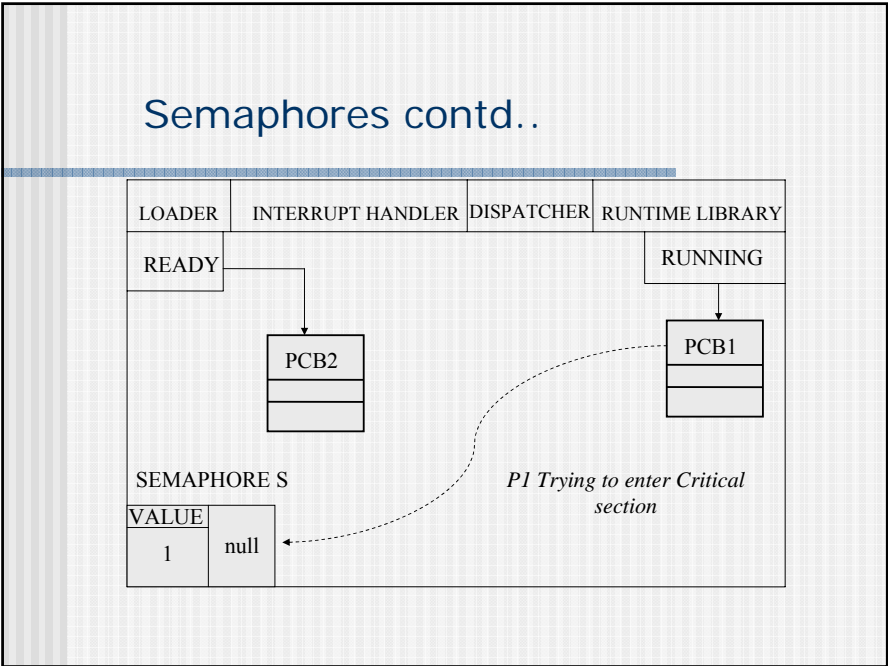 Semaphores contd..
LOADER INTERRUPT HANDLER DISPATCHER RUNTIME LIBRARY
READY RUNNING
PCB2 PCB1
SEMAPHORE S
P1 Trying to enter Critical
section
VALUE
1 null